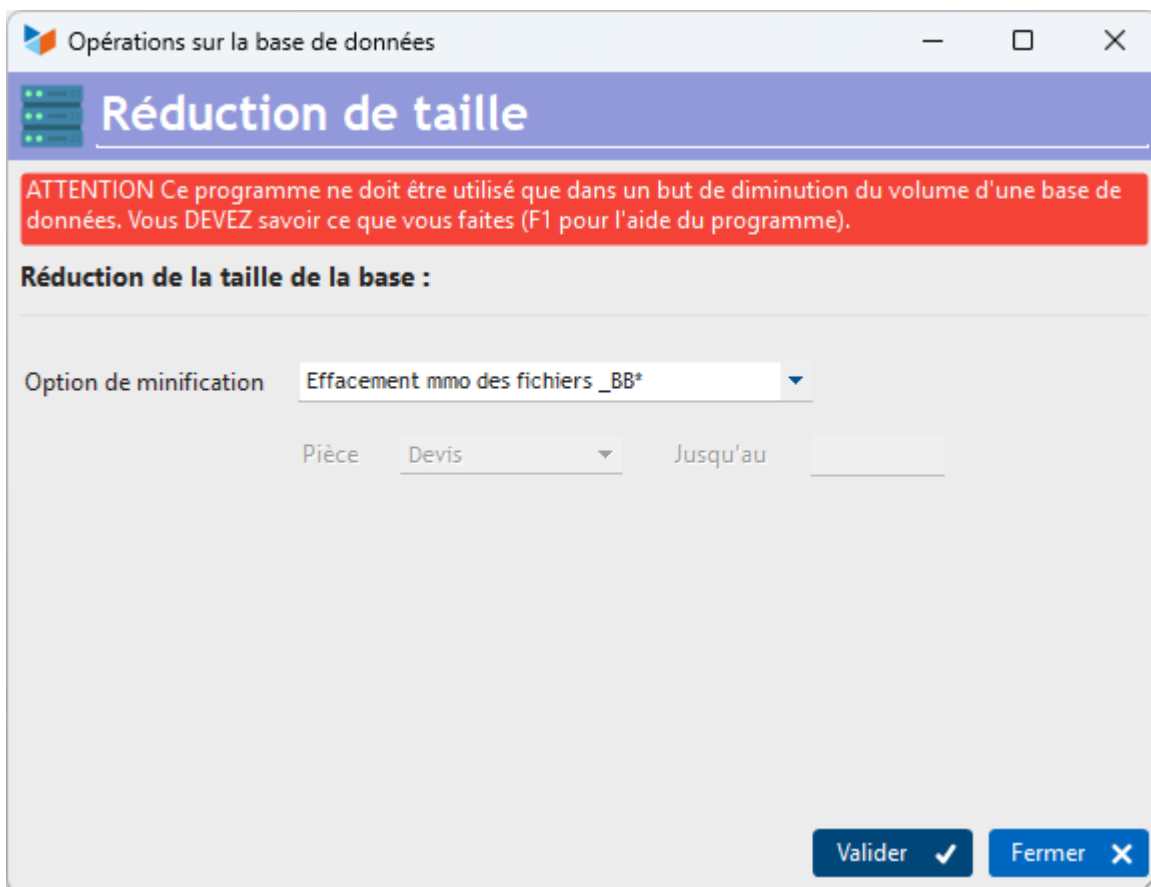 Opérations sur la base de données
Réduction de taille
ATTENTION Ce programme ne doit être utilisé que dans un but de diminution du volume d'une base de
données. Vous DEVEZ savoir ce que vous faites (F1 pour l'aide du programme).
Réduction de la taille de la base :
Option de minification Effacement mmo des fichiers _BB*
Pièce Devis Jusqu'au
Valider Fermer